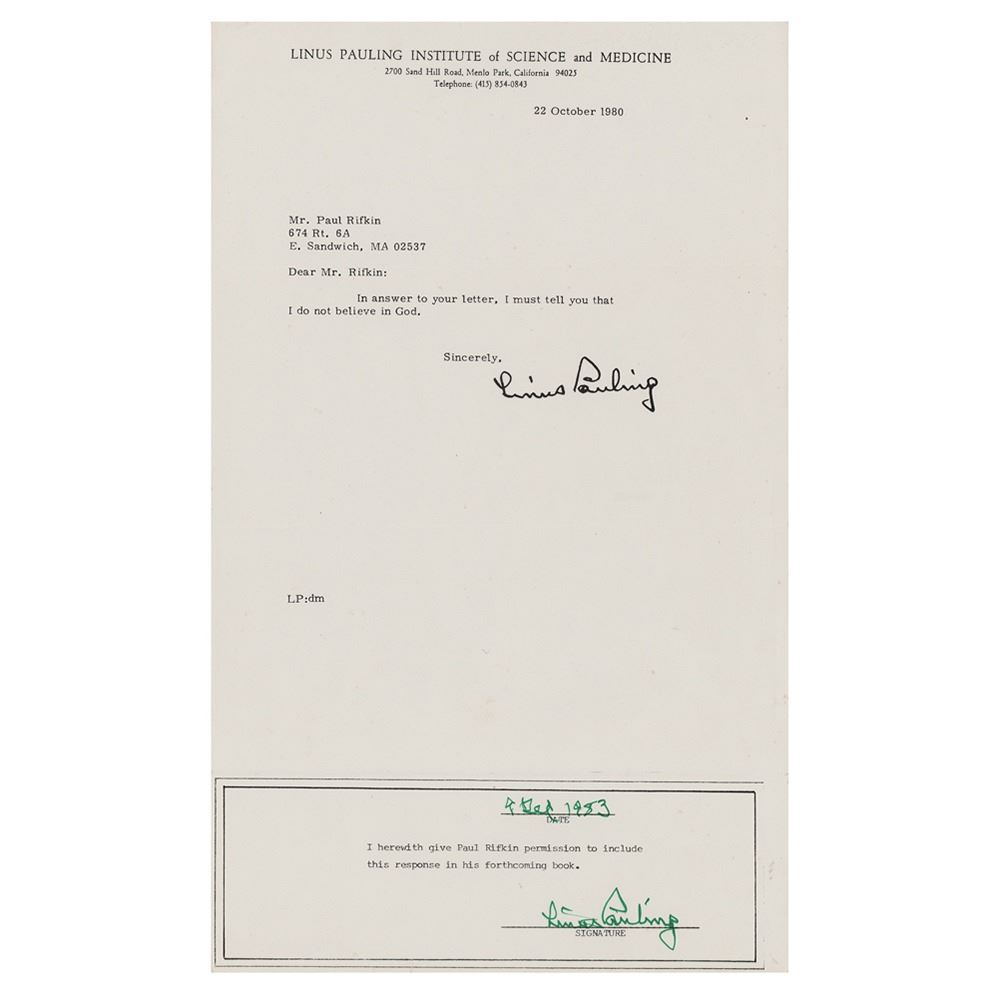 LINUS PAULING INSTITUTE of SCIENCE and MEDICINE
2700 Sand Hill Road, Menlo Park, California 94025
Telephone: (415) 854-0843
22 October 1980
Mr. Paul Rifkin
674 Rt. 6A
E. Sandwich, MA 02537
Dear Mr. Rifkin:
In answer to your letter, I must tell you that
I do not believe in God.
Sincerely,
Linus Pauling
LP:dm
DATE
I herewith give Paul Rifkin permission to include
this response in his forthcoming book.
Linus Pauling
SIGNATURE